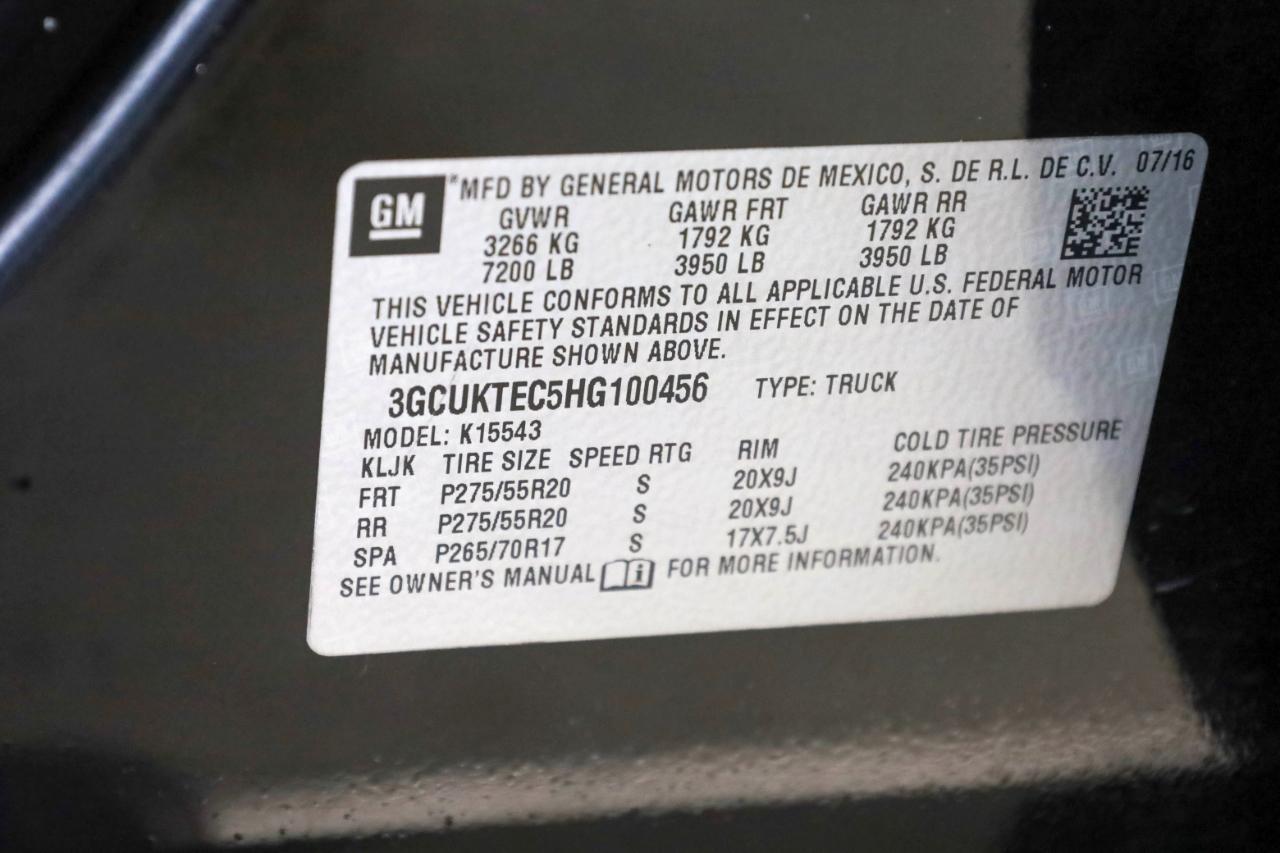 GM *MFD BY GENERAL MOTORS DE MEXICO, S. DE R.L. DE C.V. 07/16
GVWR GAWR FRT GAWR RR
3266 KG 1792 KG 1792 KG
7200 LB 3950 LB 3950 LB
THIS VEHICLE CONFORMS TO ALL APPLICABLE U.S. FEDERAL MOTOR
VEHICLE SAFETY STANDARDS IN EFFECT ON THE DATE OF
MANUFACTURE SHOWN ABOVE.
3GCUKTEC5HG100456 TYPE: TRUCK
MODEL: K15543
KLJK TIRE SIZE SPEED RTG RIM COLD TIRE PRESSURE
FRT P275/55R20 S 20X9J 240KPA(35PSI)
RR P275/55R20 S 20X9J 240KPA(35PSI)
SPA P265/70R17 S 17X7.5J 240KPA(35PSI)
SEE OWNER'S MANUAL i FOR MORE INFORMATION.